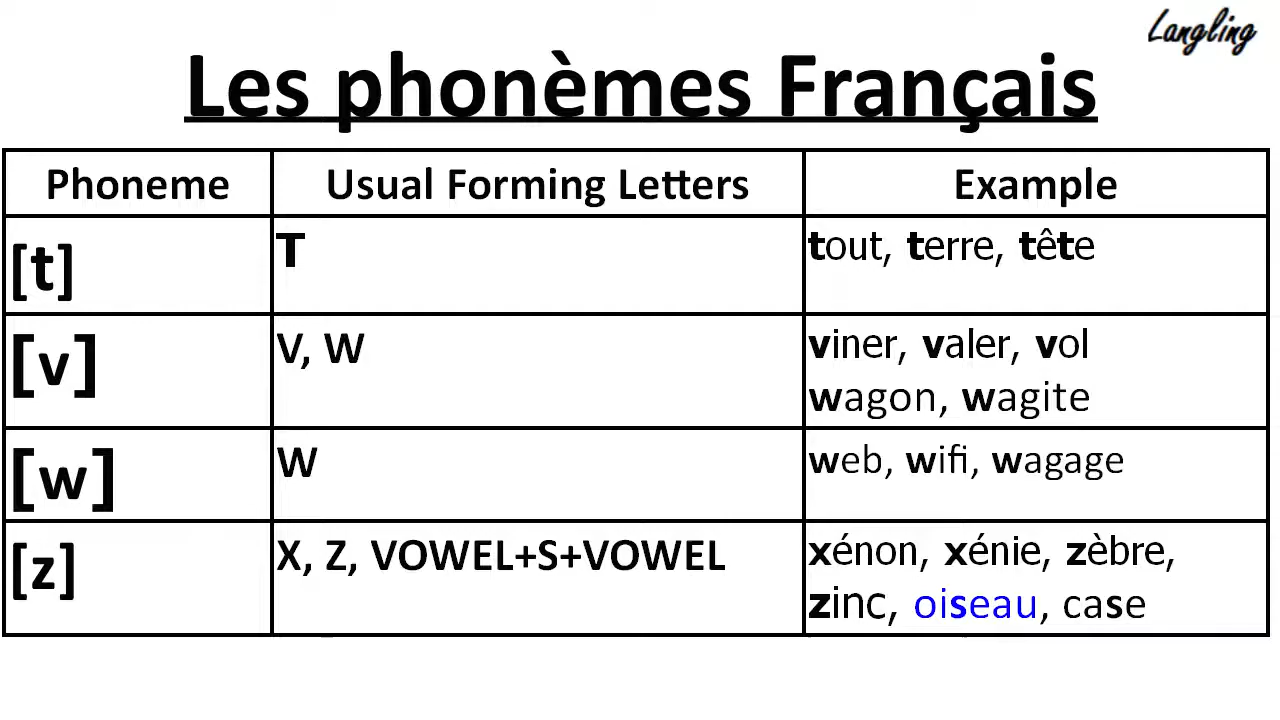 Langling
Les phonèmes Français
Phoneme Usual Forming Letters Example
[t] T tout, terre, tête
[v] V, W viner, valer, vol
wagon, wagite
[w] W web, wifi, wagage
[z] X, Z, VOWEL+S+VOWEL xénon, xénie, zèbre,
zinc, oiseau, case